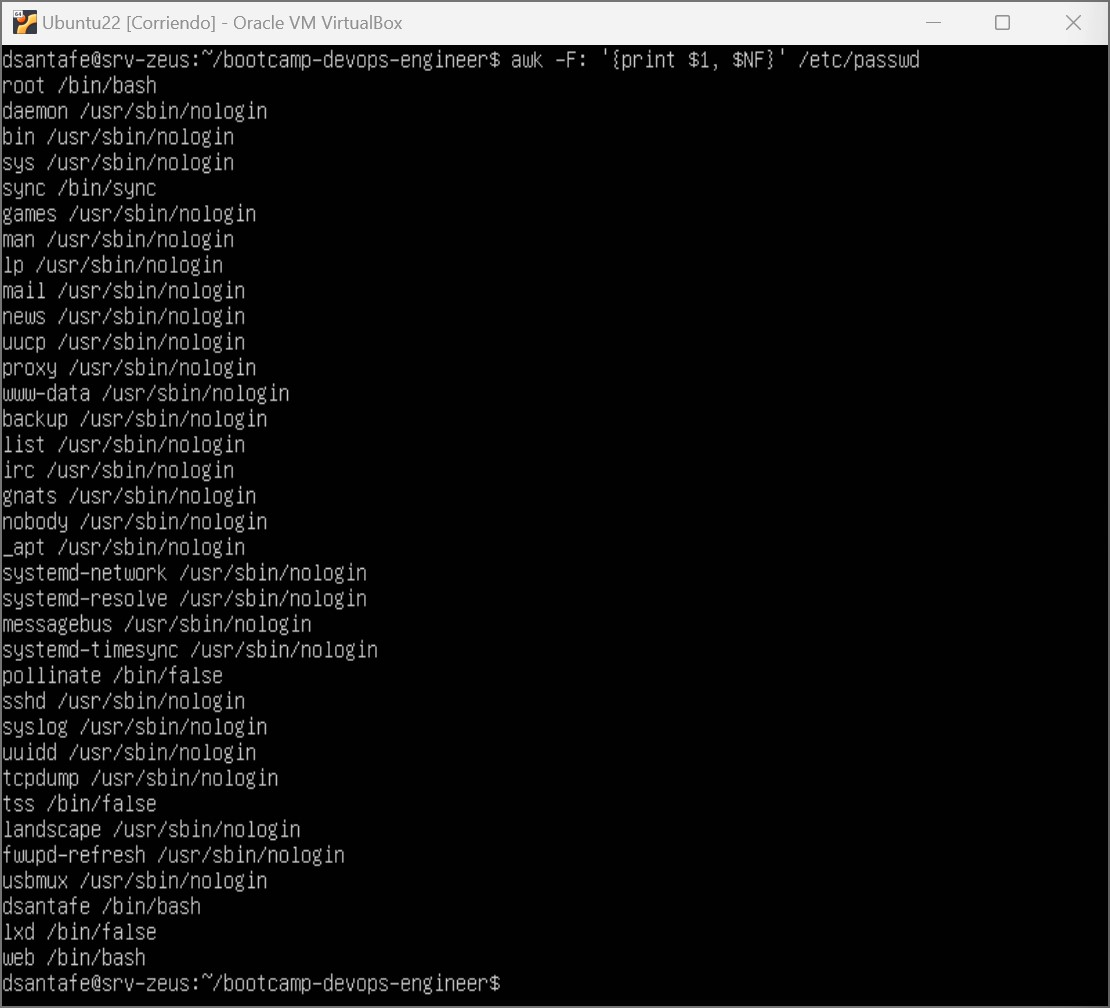 Ubuntu22 [Corriendo] - Oracle VM VirtualBox
dsantafe@srv-zeus:~/bootcamp-devops-engineer$ awk -F: '{print $1, $NF}' /etc/passwd
root /bin/bash
daemon /usr/sbin/nologin
bin /usr/sbin/nologin
sys /usr/sbin/nologin
sync /bin/sync
games /usr/sbin/nologin
man /usr/sbin/nologin
lp /usr/sbin/nologin
mail /usr/sbin/nologin
news /usr/sbin/nologin
uucp /usr/sbin/nologin
proxy /usr/sbin/nologin
www-data /usr/sbin/nologin
backup /usr/sbin/nologin
list /usr/sbin/nologin
irc /usr/sbin/nologin
gnats /usr/sbin/nologin
nobody /usr/sbin/nologin
_apt /usr/sbin/nologin
systemd-network /usr/sbin/nologin
systemd-resolve /usr/sbin/nologin
messagebus /usr/sbin/nologin
systemd-timesync /usr/sbin/nologin
pollinate /bin/false
sshd /usr/sbin/nologin
syslog /usr/sbin/nologin
uuidd /usr/sbin/nologin
tcpdump /usr/sbin/nologin
tss /bin/false
landscape /usr/sbin/nologin
fwupd-refresh /usr/sbin/nologin
usbmux /usr/sbin/nologin
dsantafe /bin/bash
lxd /bin/false
web /bin/bash
dsantafe@srv-zeus:~/bootcamp-devops-engineer$